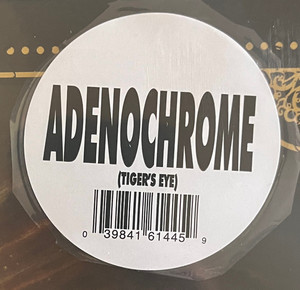 ADENOCHROME
(TIGER'S EYE)
0 39841 61445 9